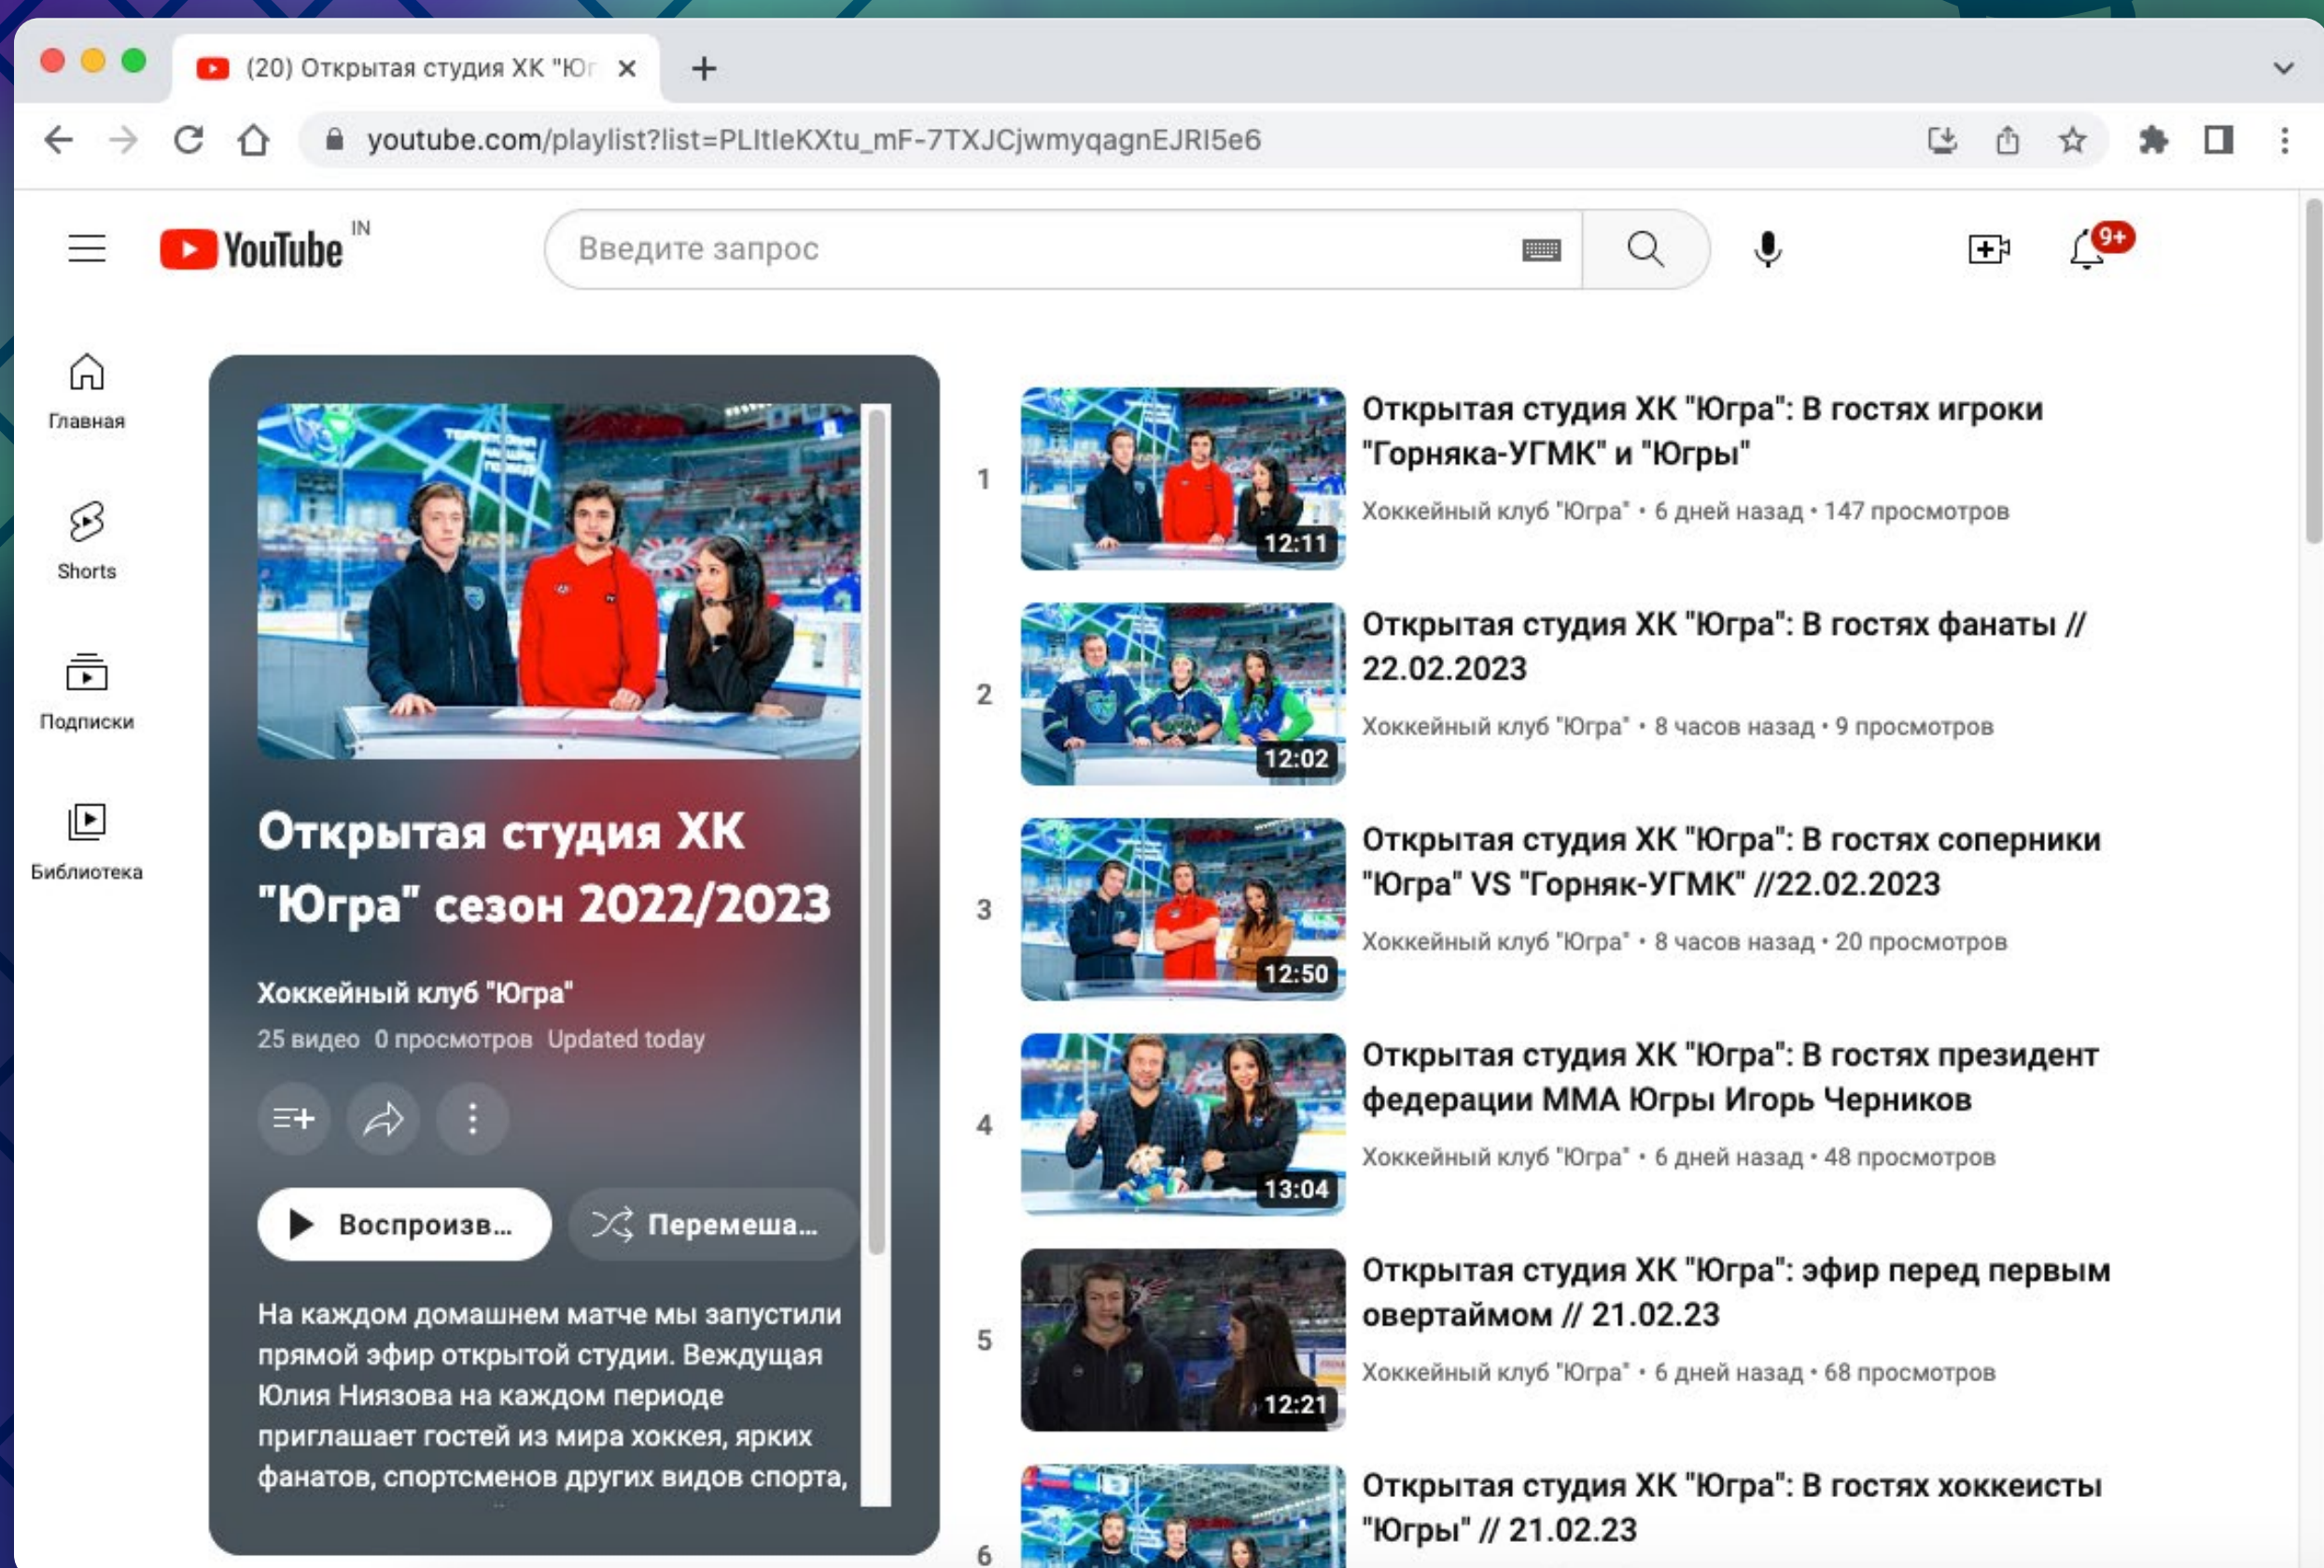 (20) Открытая студия ХК "Юг
youtube.com/playlist?list=PLItIeKXtu_mF-7TXJCjwmyqagnEJRI5e6
YouTube IN
Введите запрос
9+
Главная
Shorts
Подписки
Библиотека
ТЕРРИТОРИЯ
НАШИХ
ПОБЕД
Открытая студия ХК
"Югра" сезон 2022/2023
Хоккейный клуб "Югра"
25 видео 0 просмотров Updated today
Воспроизв...
Перемеша...
На каждом домашнем матче мы запустили
прямой эфир открытой студии. Веждущая
Юлия Ниязова на каждом периоде
приглашает гостей из мира хоккея, ярких
фанатов, спортсменов других видов спорта,
1
12:11
Открытая студия ХК "Югра": В гостях игроки
"Горняка-УГМК" и "Югры"
Хоккейный клуб "Югра" • 6 дней назад • 147 просмотров
2
12:02
Открытая студия ХК "Югра": В гостях фанаты //
22.02.2023
Хоккейный клуб "Югра" • 8 часов назад • 9 просмотров
3
12:50
Открытая студия ХК "Югра": В гостях соперники
"Югра" VS "Горняк-УГМК" //22.02.2023
Хоккейный клуб "Югра" • 8 часов назад • 20 просмотров
4
13:04
Открытая студия ХК "Югра": В гостях президент
федерации ММА Югры Игорь Черников
Хоккейный клуб "Югра" • 6 дней назад • 48 просмотров
5
12:21
Открытая студия ХК "Югра": эфир перед первым
овертаймом // 21.02.23
Хоккейный клуб "Югра" • 6 дней назад • 68 просмотров
6
Открытая студия ХК "Югра": В гостях хоккеисты
"Югры" // 21.02.23